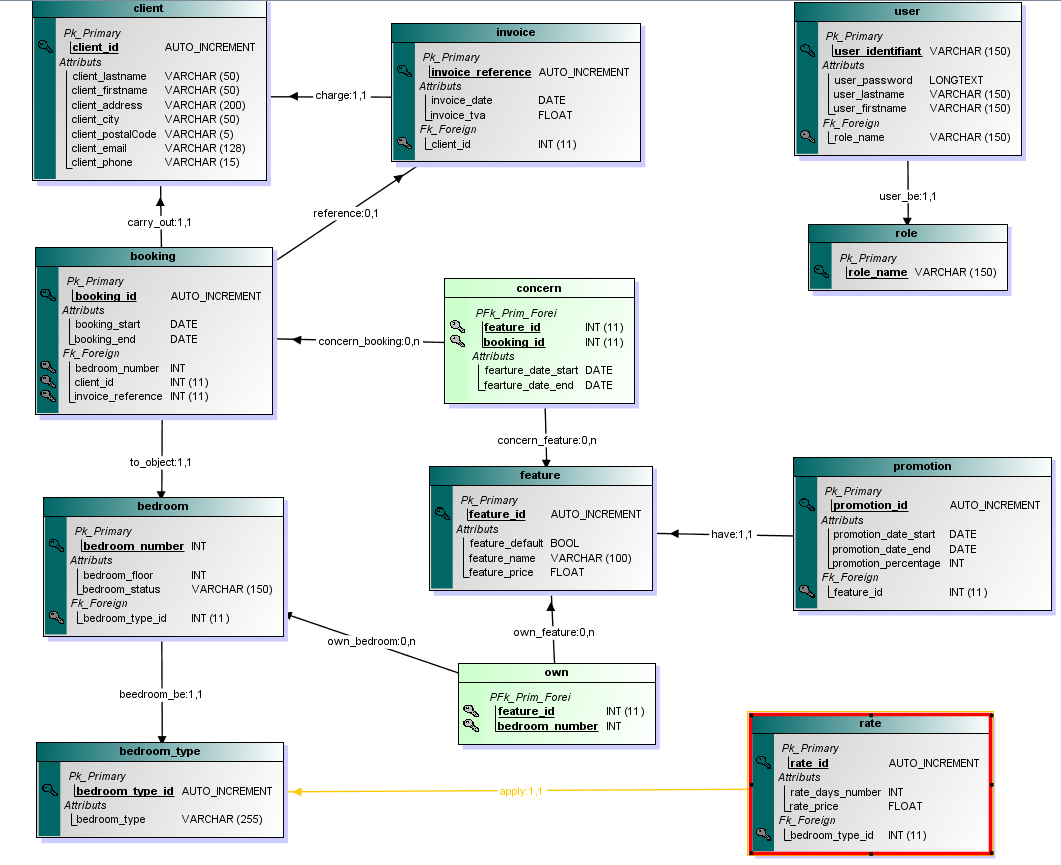 client
Pk_Primary
client_id AUTO_INCREMENT
Attributs
client_lastname VARCHAR (50)
client_firstname VARCHAR (50)
client_address VARCHAR (200)
client_city VARCHAR (50)
client_postalCode VARCHAR (5)
client_email VARCHAR (128)
client_phone VARCHAR (15)
charge:1,1
invoice
Pk_Primary
invoice_reference AUTO_INCREMENT
Attributs
invoice_date DATE
invoice_tva FLOAT
Fk_Foreign
client_id INT (11)
user
Pk_Primary
user_identifiant VARCHAR (150)
Attributs
user_password LONGTEXT
user_lastname VARCHAR (150)
user_firstname VARCHAR (150)
Fk_Foreign
role_name VARCHAR (150)
user_be:1,1
role
Pk_Primary
role_name VARCHAR (150)
carry_out:1,1
reference:0,1
booking
Pk_Primary
booking_id AUTO_INCREMENT
Attributs
booking_start DATE
booking_end DATE
Fk_Foreign
bedroom_number INT
client_id INT (11)
invoice_reference INT (11)
concern_booking:0,n
concern
PFk_Prim_Forei
feature_id INT (11)
booking_id INT (11)
Attributs
fearture_date_start DATE
fearture_date_end DATE
concern_feature:0,n
to_object:1,1
feature
Pk_Primary
feature_id AUTO_INCREMENT
Attributs
feature_default BOOL
feature_name VARCHAR (100)
feature_price FLOAT
have:1,1
promotion
Pk_Primary
promotion_id AUTO_INCREMENT
Attributs
promotion_date_start DATE
promotion_date_end DATE
promotion_percentage INT
Fk_Foreign
feature_id INT (11)
bedroom
Pk_Primary
bedroom_number INT
Attributs
bedroom_floor INT
bedroom_status VARCHAR (150)
Fk_Foreign
bedroom_type_id INT (11)
own_bedroom:0,n
own_feature:0,n
own
PFk_Prim_Forei
feature_id INT (11)
bedroom_number INT
beedroom_be:1,1
bedroom_type
Pk_Primary
bedroom_type_id AUTO_INCREMENT
Attributs
bedroom_type VARCHAR (255)
apply:1,1
rate
Pk_Primary
rate_id AUTO_INCREMENT
Attributs
rate_days_number INT
rate_price FLOAT
Fk_Foreign
bedroom_type_id INT (11)